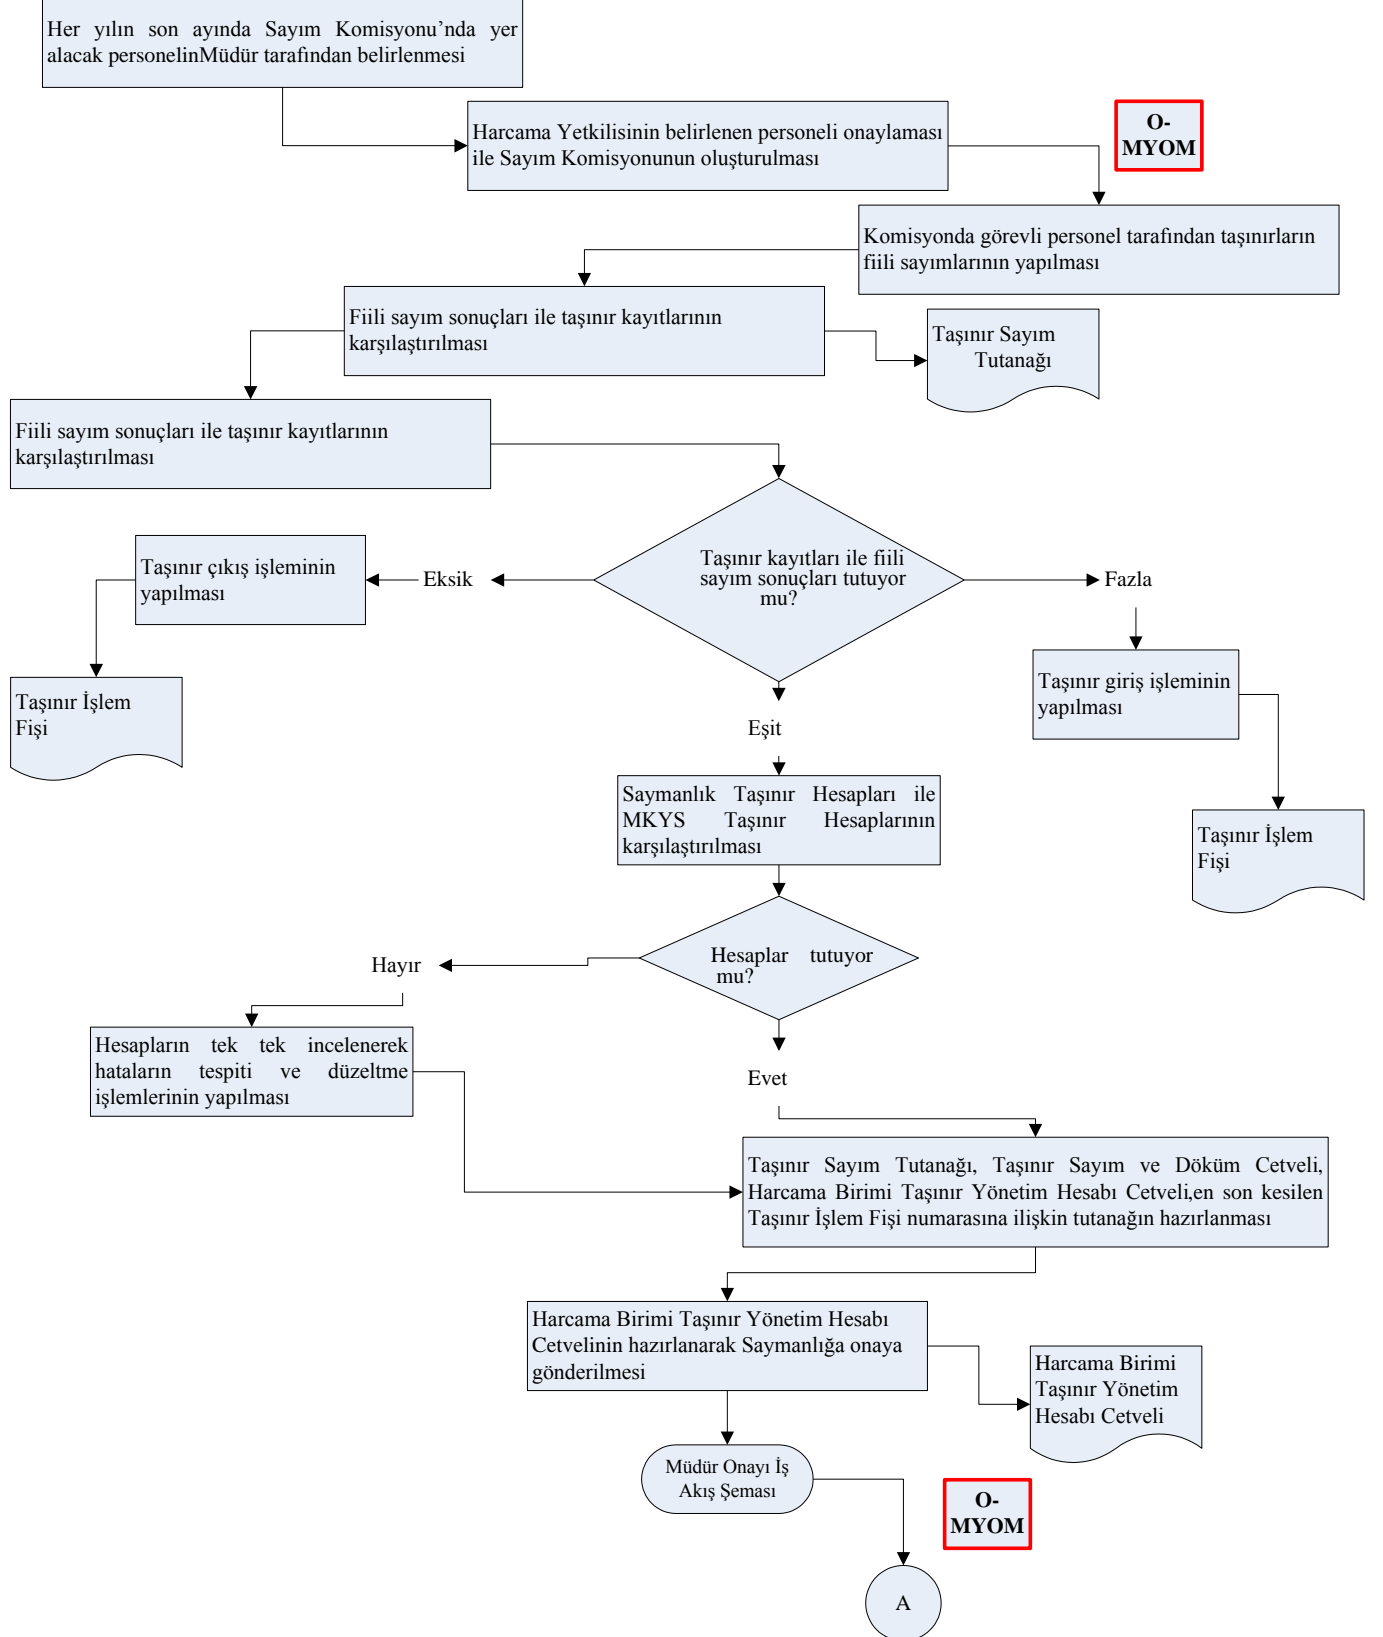 Her yılın son ayında Sayım Komisyonu’nda yer
alacak personelinMüdür tarafından belirlenmesi
Harcama Yetkilisinin belirlenen personeli onaylaması
ile Sayım Komisyonunun oluşturulması
O-
MYOM
Komisyonda görevli personel tarafından taşınırların
fiili sayımlarının yapılması
Fiili sayım sonuçları ile taşınır kayıtlarının
karşılaştırılması
Taşınır Sayım
Tutanağı
Fiili sayım sonuçları ile taşınır kayıtlarının
karşılaştırılması
Taşınır kayıtları ile fiili
sayım sonuçları tutuyor
mu?
Taşınır çıkış işleminin
yapılması
Eksik
Fazla
Taşınır İşlem
Fişi
Taşınır giriş işleminin
yapılması
Eşit
Saymanlık Taşınır Hesapları ile
MKYS Taşınır Hesaplarının
karşılaştırılması
Taşınır İşlem
Fişi
Hesaplar tutuyor
mu?
Hayır
Hesapların tek tek incelenerek
hataların tespiti ve düzeltme
işlemlerinin yapılması
Evet
Taşınır Sayım Tutanağı, Taşınır Sayım ve Döküm Cetveli,
Harcama Birimi Taşınır Yönetim Hesabı Cetveli,en son kesilen
Taşınır İşlem Fişi numarasına ilişkin tutanağın hazırlanması
Harcama Birimi Taşınır Yönetim Hesabı
Cetvelinin hazırlanarak Saymanlığa onaya
gönderilmesi
Harcama Birimi
Taşınır Yönetim
Hesabı Cetveli
Müdür Onayı İş
Akış Şeması
O-
MYOM
A